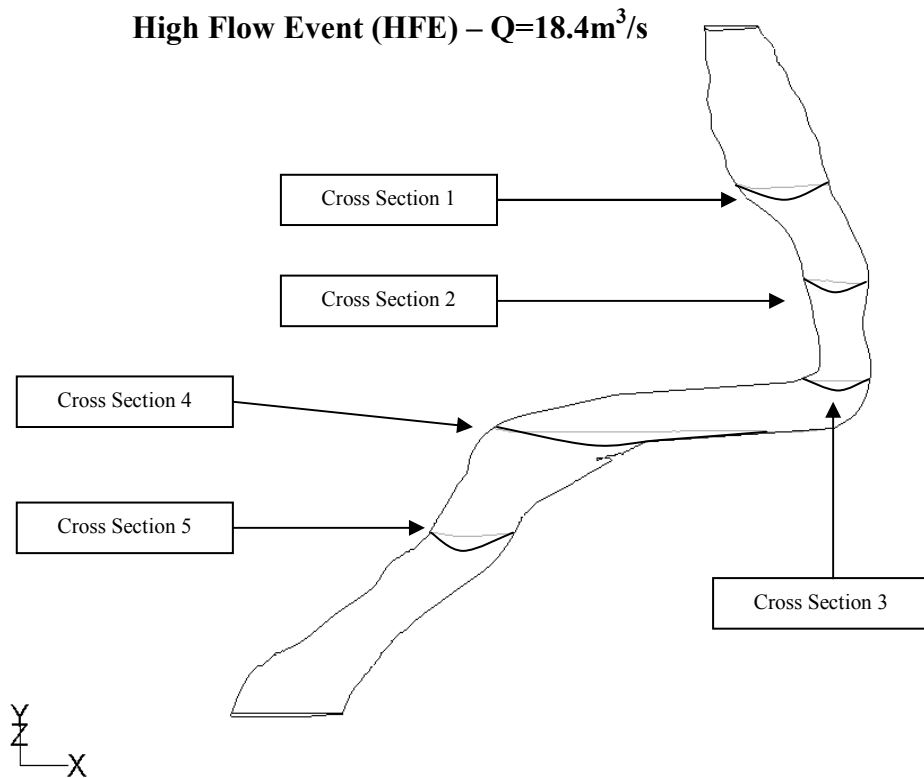 High Flow Event (HFE) – Q=18.4m³/s
Cross Section 1
Cross Section 2
Cross Section 4
Cross Section 5
Cross Section 3
Y
Z
X